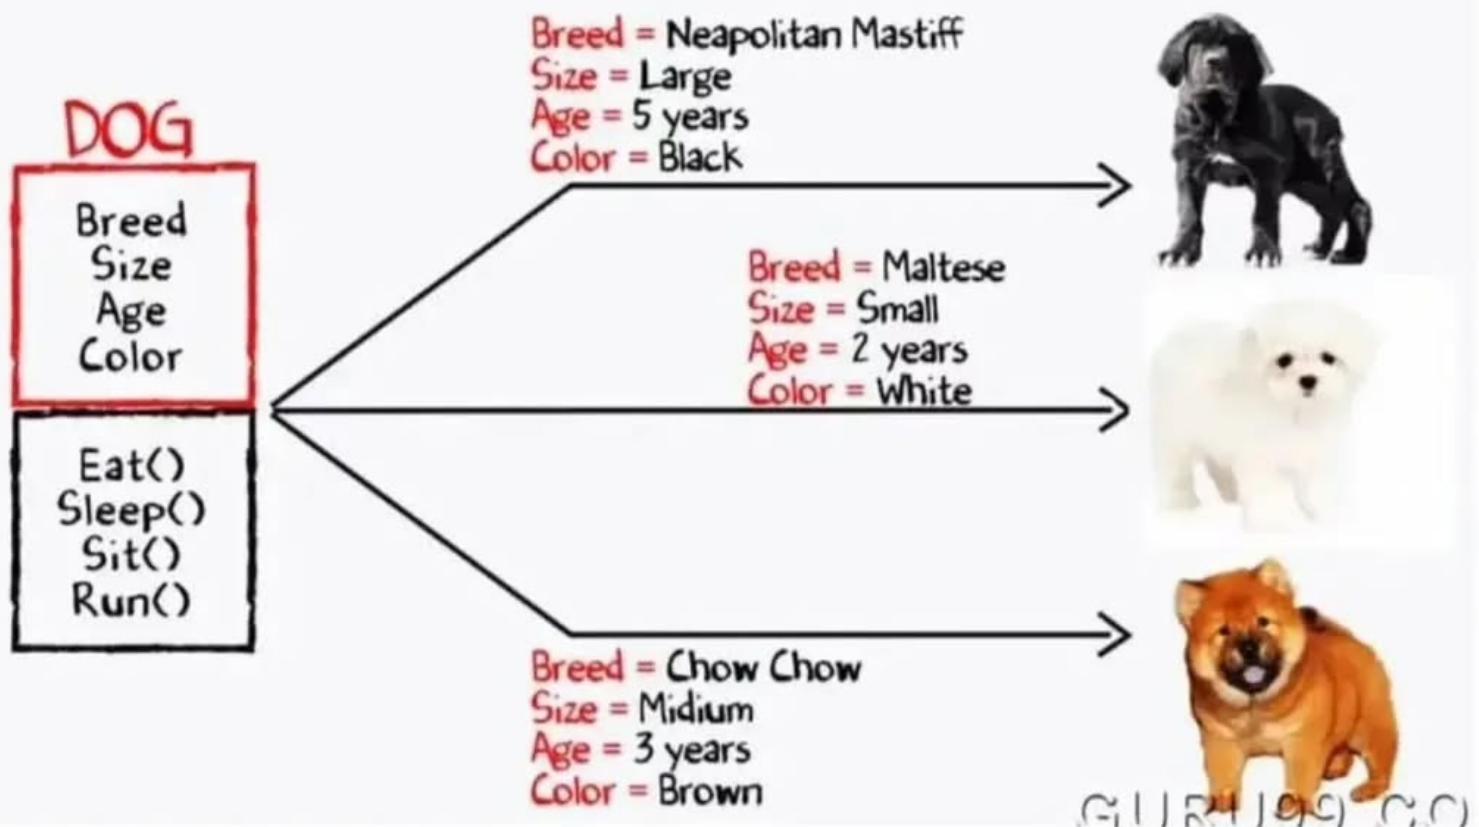 DOG
Breed
Size
Age
Color
Eat()
Sleep()
Sit()
Run()
Breed = Neapolitan Mastiff
Size = Large
Age = 5 years
Color = Black
Breed = Maltese
Size = Small
Age = 2 years
Color = White
Breed = Chow Chow
Size = Midium
Age = 3 years
Color = Brown
GURU99.CO